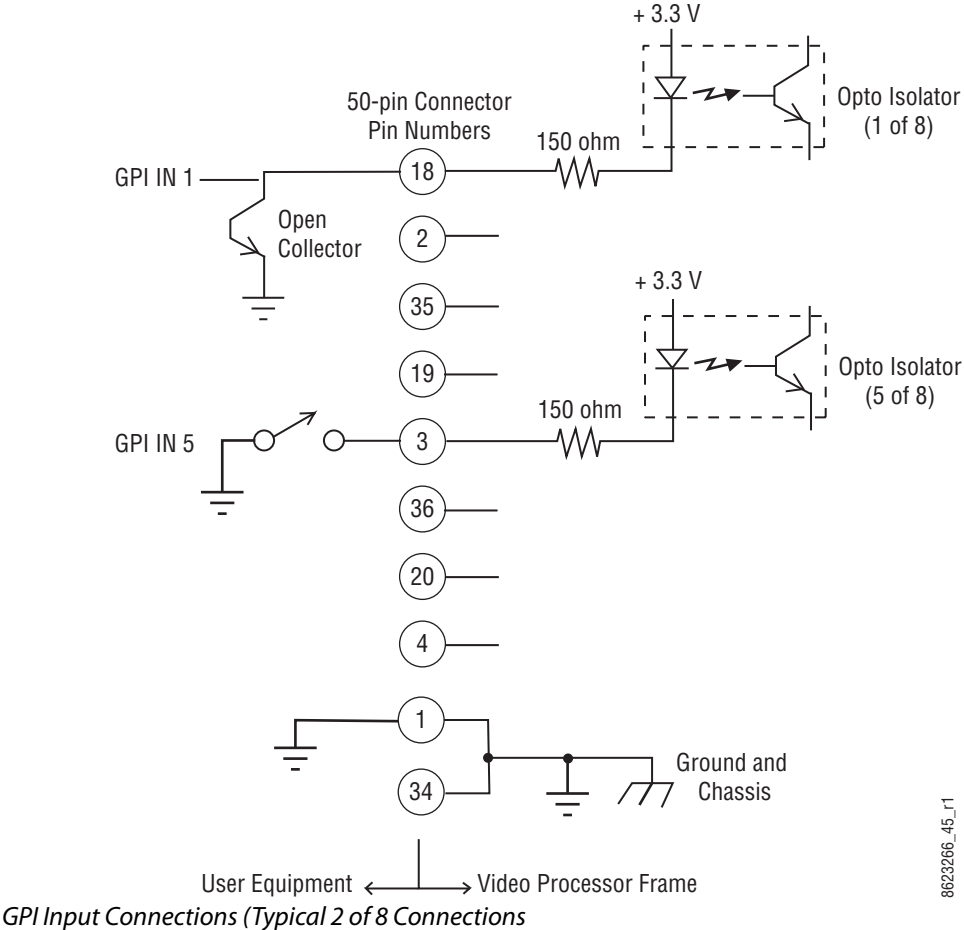 + 3.3 V
50-pin Connector
Pin Numbers
Opto Isolator
(1 of 8)
150 ohm
GPI IN 1
18
Open
Collector
2
35
+ 3.3 V
19
Opto Isolator
(5 of 8)
150 ohm
GPI IN 5
3
36
20
4
1
Ground and
Chassis
34
8623266_45_r1
User Equipment
Video Processor Frame
GPI Input Connections (Typical 2 of 8 Connections